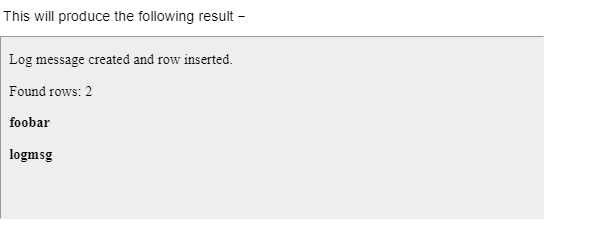 This will produce the following result −
Log message created and row inserted.
Found rows: 2
foobar
logmsg